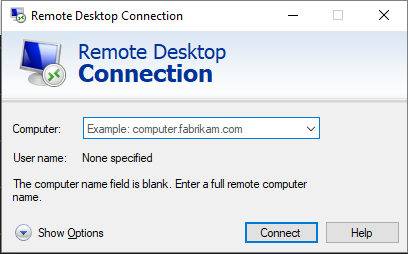 Remote Desktop Connection
Remote Desktop
Connection
Computer:
Example: computer.fabrikam.com
User name:
None specified
The computer name field is blank. Enter a full remote computer
name.
Show Options
Connect
Help